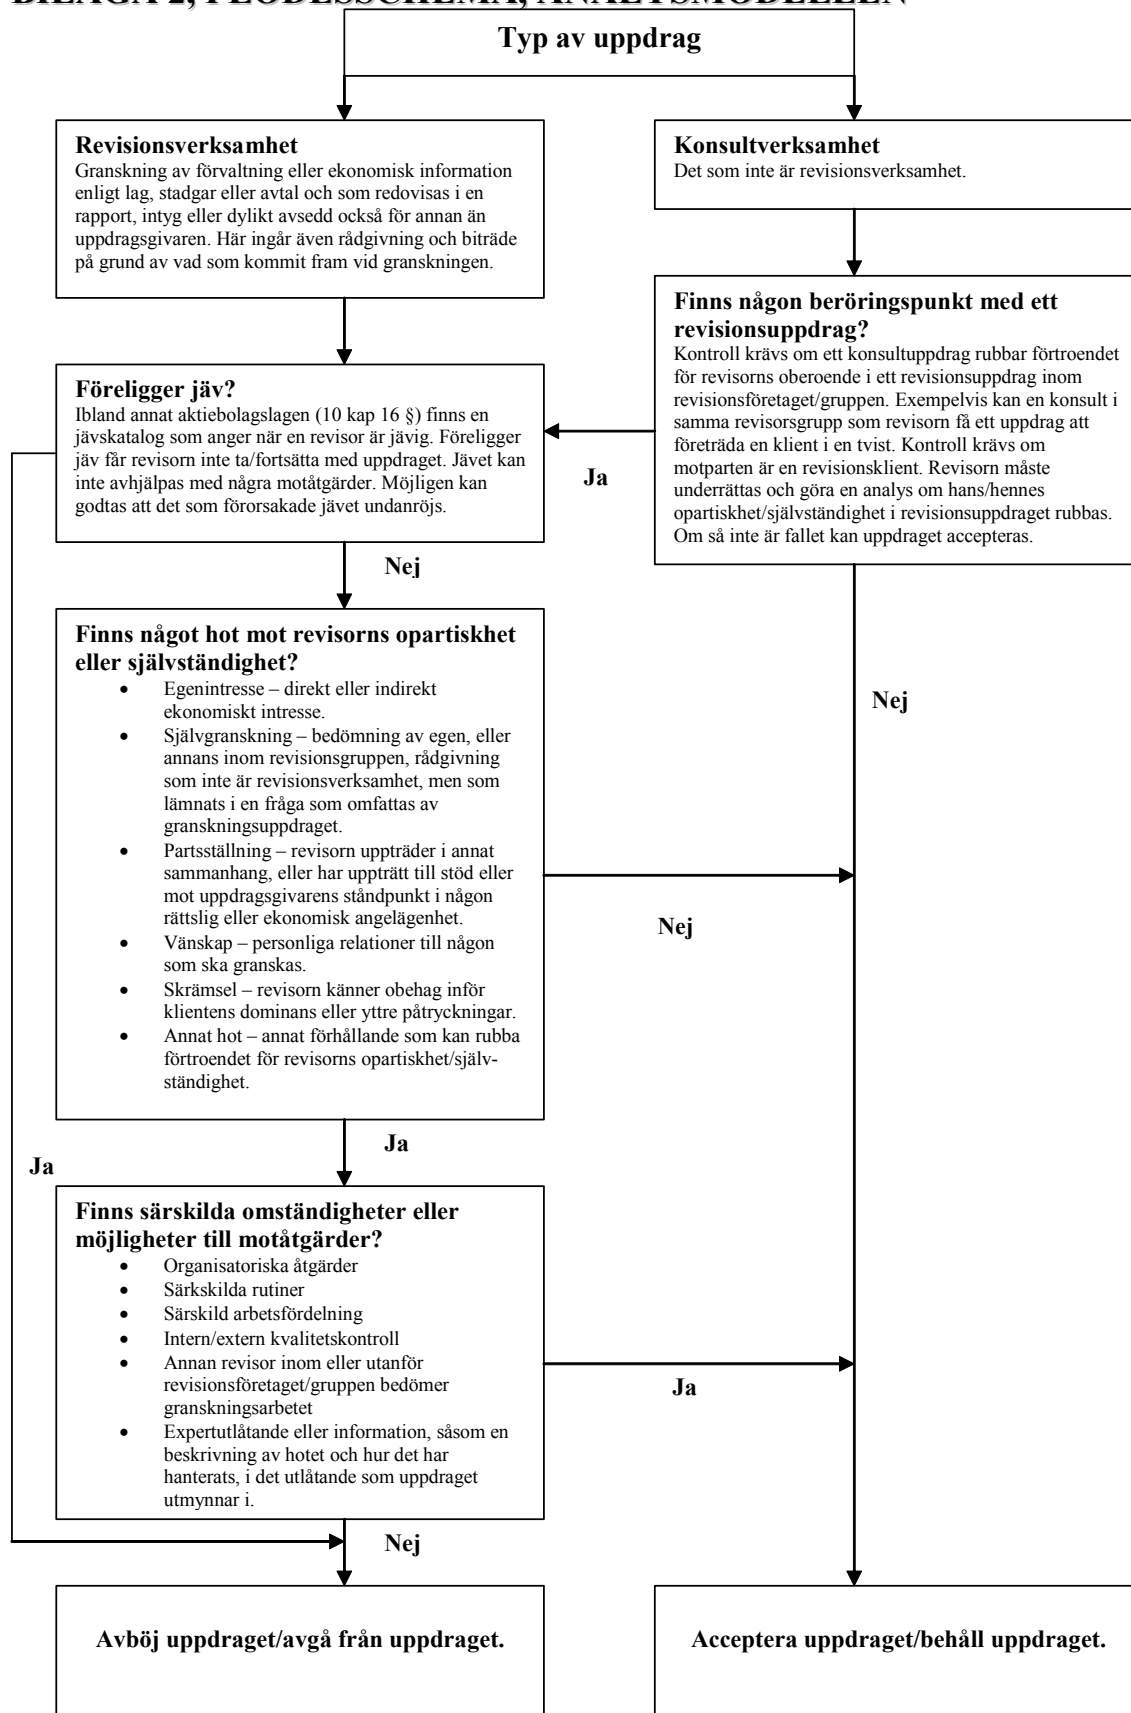 BILAGA 2, FLÖDESSCHEMA, ANALYSMODELLEN
Typ av uppdrag
Revisionsverksamhet
Granskning av förvaltning eller ekonomisk information
enligt lag, stadgar eller avtal och som redovisas i en
rapport, intyg eller dylikt avsedd också för annan än
uppdragsgivaren. Här ingår även rådgivning och biträde
på grund av vad som kommit fram vid granskningen.
Konsultverksamhet
Det som inte är revisionsverksamhet.
Finns någon beröringspunkt med ett
revisionsuppdrag?
Kontroll krävs om ett konsultuppdrag rubbar förtroendet
för revisorns oberoende i ett revisionsuppdrag inom
revisionsföretaget/gruppen. Exempelvis kan en konsult i
samma revisorsgrupp som revisorn få ett uppdrag att
företräda en klient i en tvist. Kontroll krävs om
motparten är en revisionsklient. Revisorn måste
underrättas och göra en analys om hans/hennes
opartiskhet/självständighet i revisionsuppdraget rubbas.
Om så inte är fallet kan uppdraget accepteras.
Föreligger jäv?
Ibland annat aktiebolagslagen (10 kap 16 §) finns en
jävskatalog som anger när en revisor är jävig. Föreligger
jäv får revisorn inte ta/fortsätta med uppdraget. Jävet kan
inte avhjälpas med några motåtgärder. Möjligen kan
godtas att det som förorsakade jävet undanröjs.
Ja
Nej
Finns något hot mot revisorns opartiskhet
eller självständighet?
• Egenintresse – direkt eller indirekt
ekonomiskt intresse.
• Självgranskning – bedömning av egen, eller
annans inom revisionsgruppen, rådgivning
som inte är revisionsverksamhet, men som
lämnats i en fråga som omfattas av
granskningsuppdraget.
• Partsställning – revisorn uppträder i annat
sammanhang, eller har uppträtt till stöd eller
mot uppdragsgivarens ståndpunkt i någon
rättslig eller ekonomisk angelägenhet.
• Vänskap – personliga relationer till någon
som ska granskas.
• Skrämsel – revisorn känner obehag inför
klientens dominans eller yttre påtryckningar.
• Annat hot – annat förhållande som kan rubba
förtroendet för revisorns opartiskhet/själv-
ständighet.
Nej
Nej
Ja
Ja
Finns särskilda omständigheter eller
möjligheter till motåtgärder?
• Organisatoriska åtgärder
• Särkskilda rutiner
• Särskild arbetsfördelning
• Intern/extern kvalitetskontroll
• Annan revisor inom eller utanför
revisionsföretaget/gruppen bedömer
granskningsarbetet
• Expertutlåtande eller information, såsom en
beskrivning av hotet och hur det har
hanterats, i det utlåtande som uppdraget
utmynnar i.
Ja
Nej
Avböj uppdraget/avgå från uppdraget.
Acceptera uppdraget/behåll uppdraget.